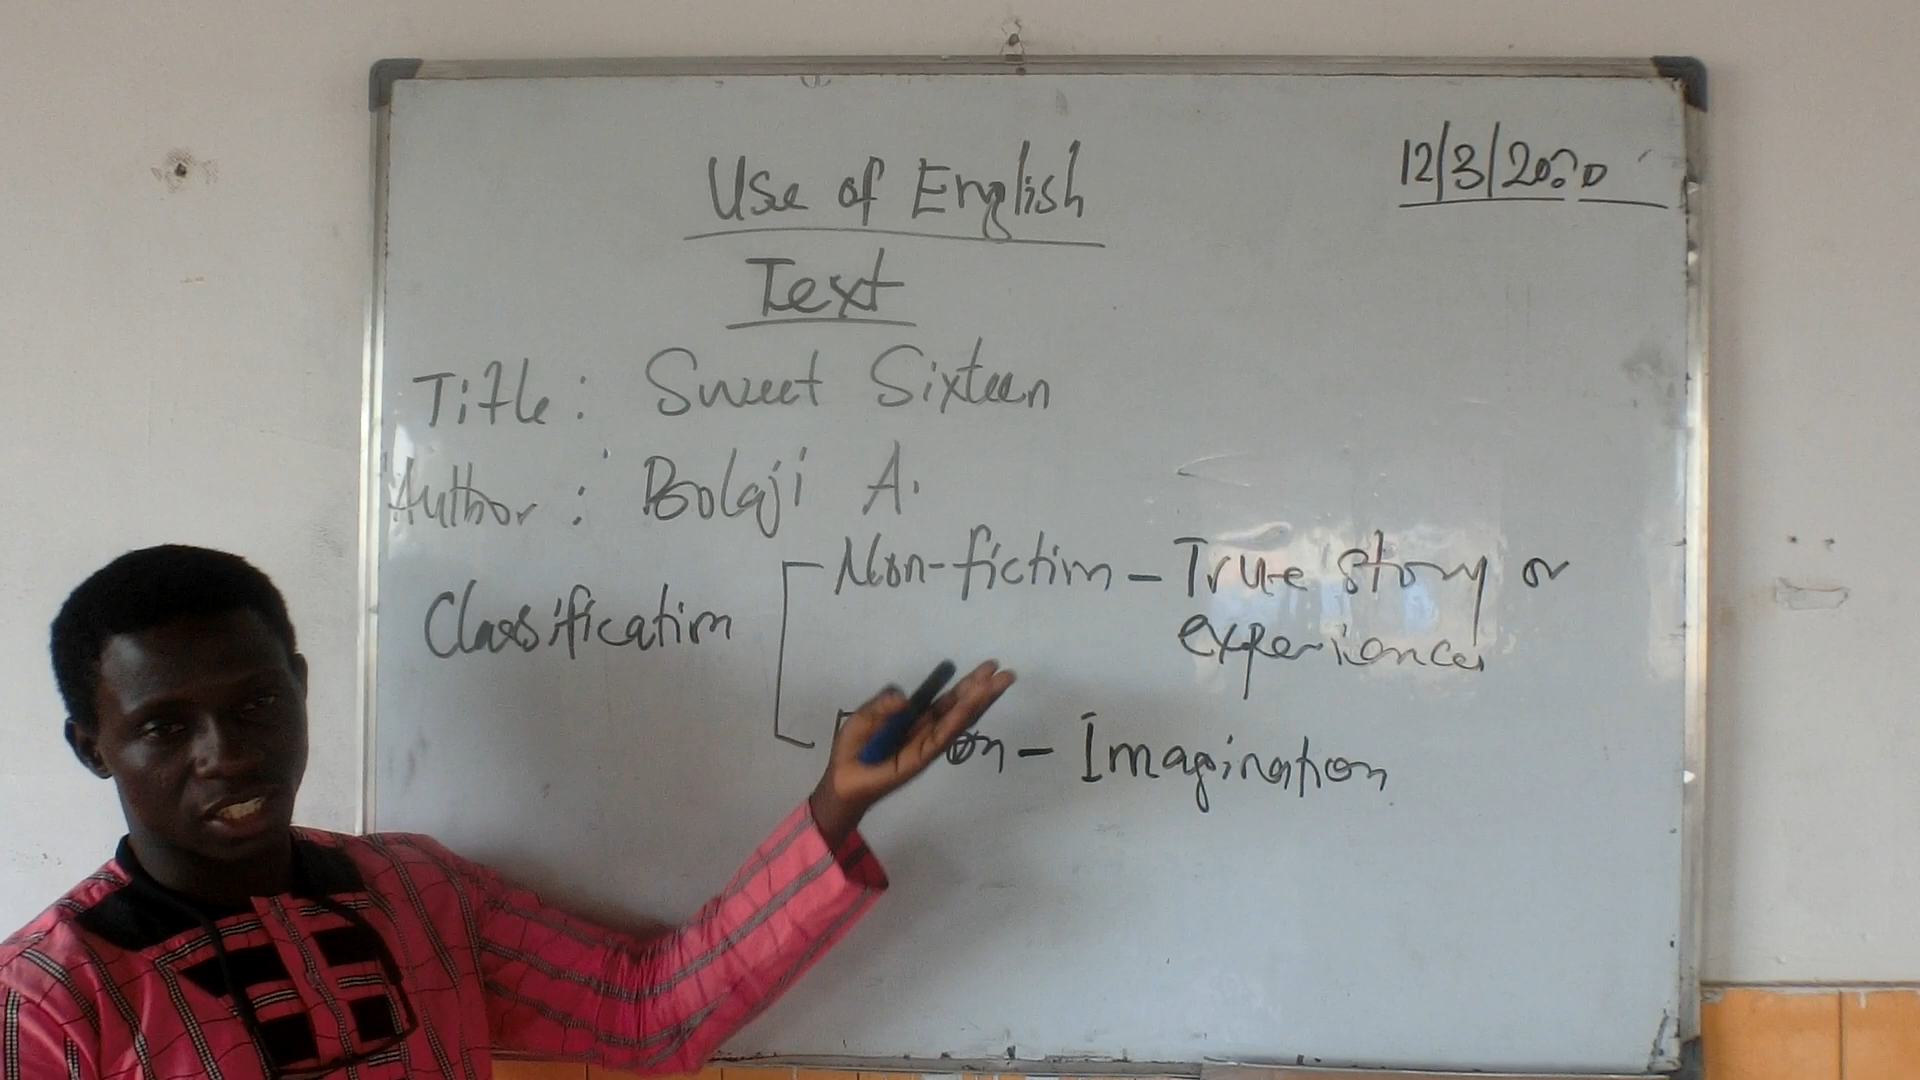 12/3/2020
Use of English
Text
Title: Sweet Sixteen
Author: Bolaji A.
Classification
Non-fiction - True story or
experience
- Imagination